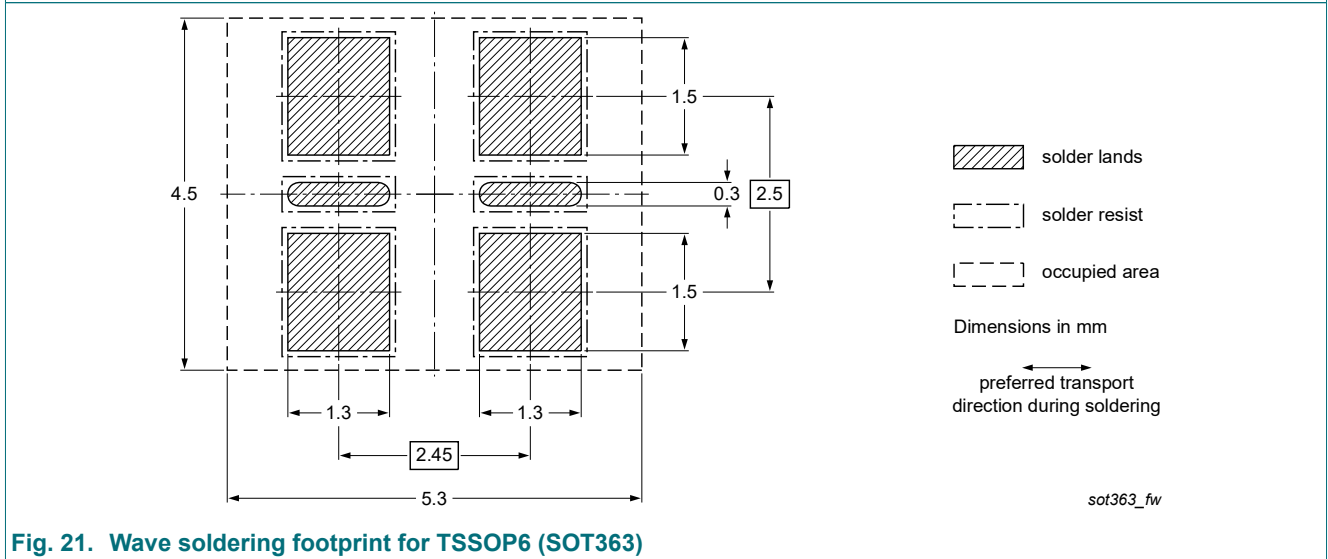 1.5
4.5
0.3
2.5
1.5
1.3
1.3
2.45
5.3
solder lands
solder resist
occupied area
Dimensions in mm
preferred transport
direction during soldering
sot363_fw
Fig. 21. Wave soldering footprint for TSSOP6 (SOT363)